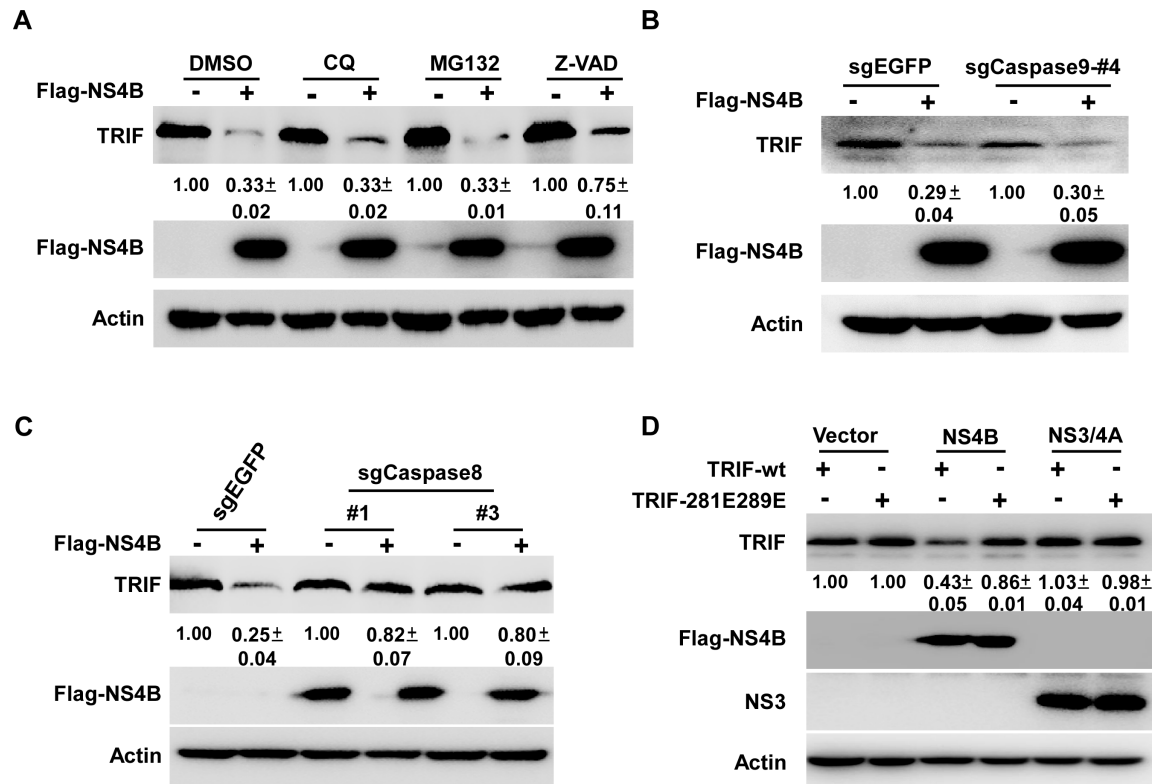 A
DMSO CQ MG132 Z-VAD
Flag-NS4B - + - + - + - +
TRIF
1.00 0.33± 1.00 0.33± 1.00 0.33± 1.00 0.75±
0.02 0.02 0.01 0.11
Flag-NS4B
Actin
B
sgEGFP sgCaspase9-#4
Flag-NS4B - + - +
TRIF
1.00 0.29± 1.00 0.30±
0.04 0.05
Flag-NS4B
Actin
C
sgEGFP
sgCaspase8
#1 #3
Flag-NS4B - + - + - +
TRIF
1.00 0.25± 1.00 0.82± 1.00 0.80±
0.04 0.07 0.09
Flag-NS4B
Actin
D
Vector NS4B NS3/4A
TRIF-wt + - + - + -
TRIF-281E289E - + - + - +
TRIF
1.00 1.00 0.43± 0.86± 1.03± 0.98±
0.05 0.01 0.04 0.01
Flag-NS4B
NS3
Actin